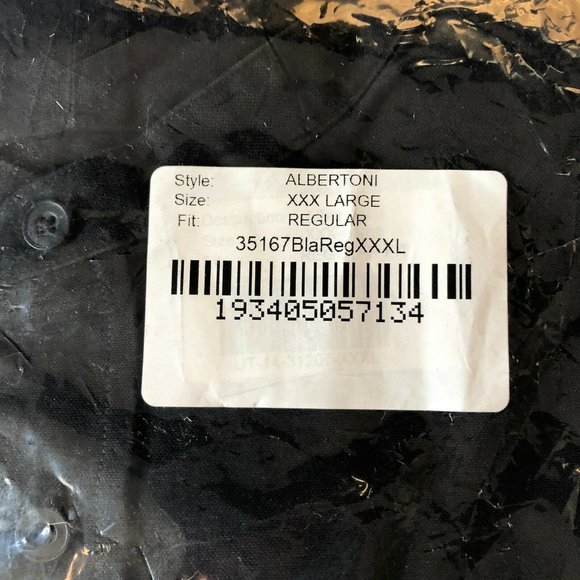 Style: ALBERTONI
Size: XXX LARGE
Fit: REGULAR
35167BlaRegXXXL
193405057134